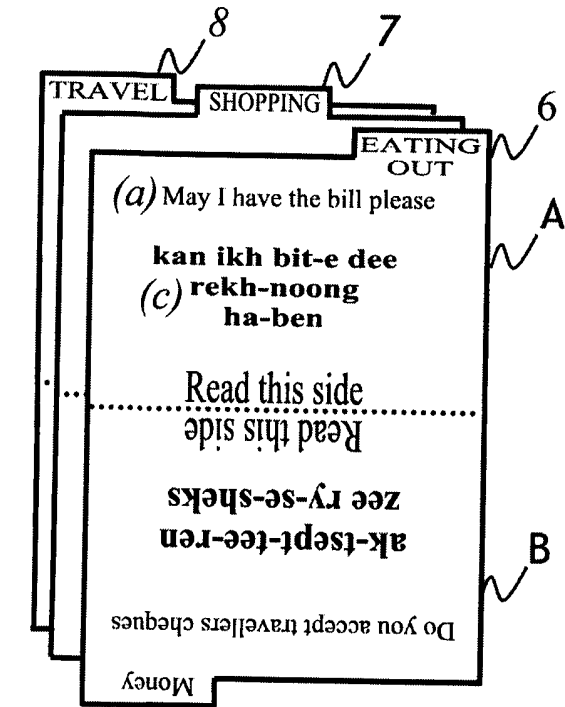 8
7
TRAVEL
SHOPPING
6
EATING
OUT
(a) May I have the bill please
A
kan ikh bit-e dee
(c) rekh-noong
ha-ben
Read this side
Money
Do you accept travellers cheques
B
ak-tsept-tee-ren
zee ry-se-sheks
Read this side